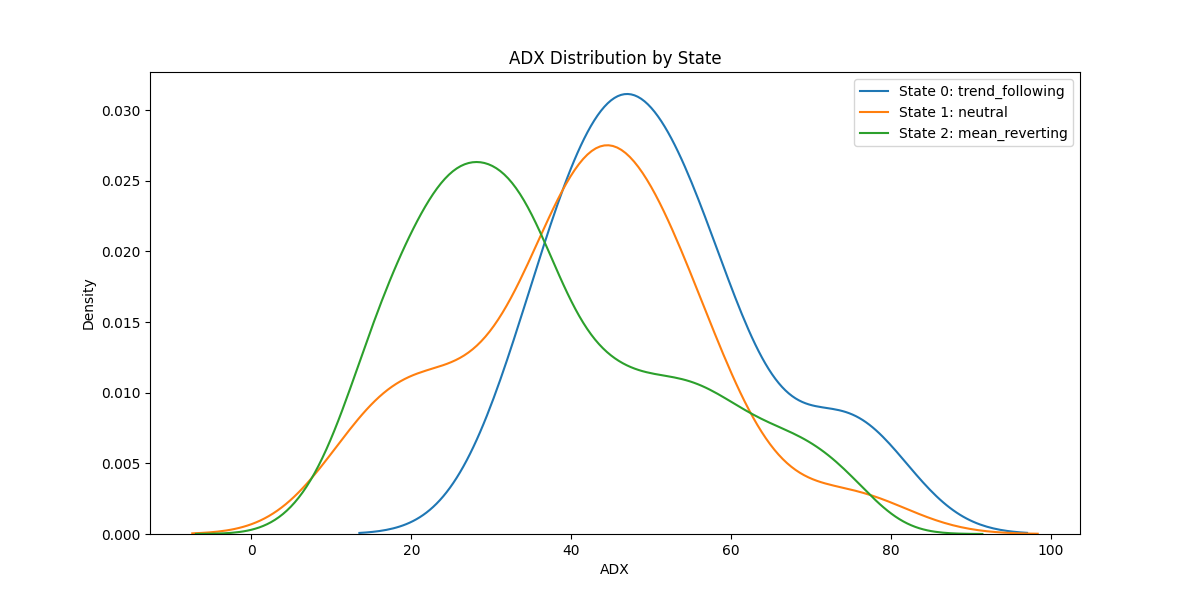 ADX Distribution by State
State 0: trend_following
State 1: neutral
State 2: mean_reverting
0.030
0.025
0.020
0.015
0.010
0.005
0.000
Density
0 20 40 60 80 100
ADX